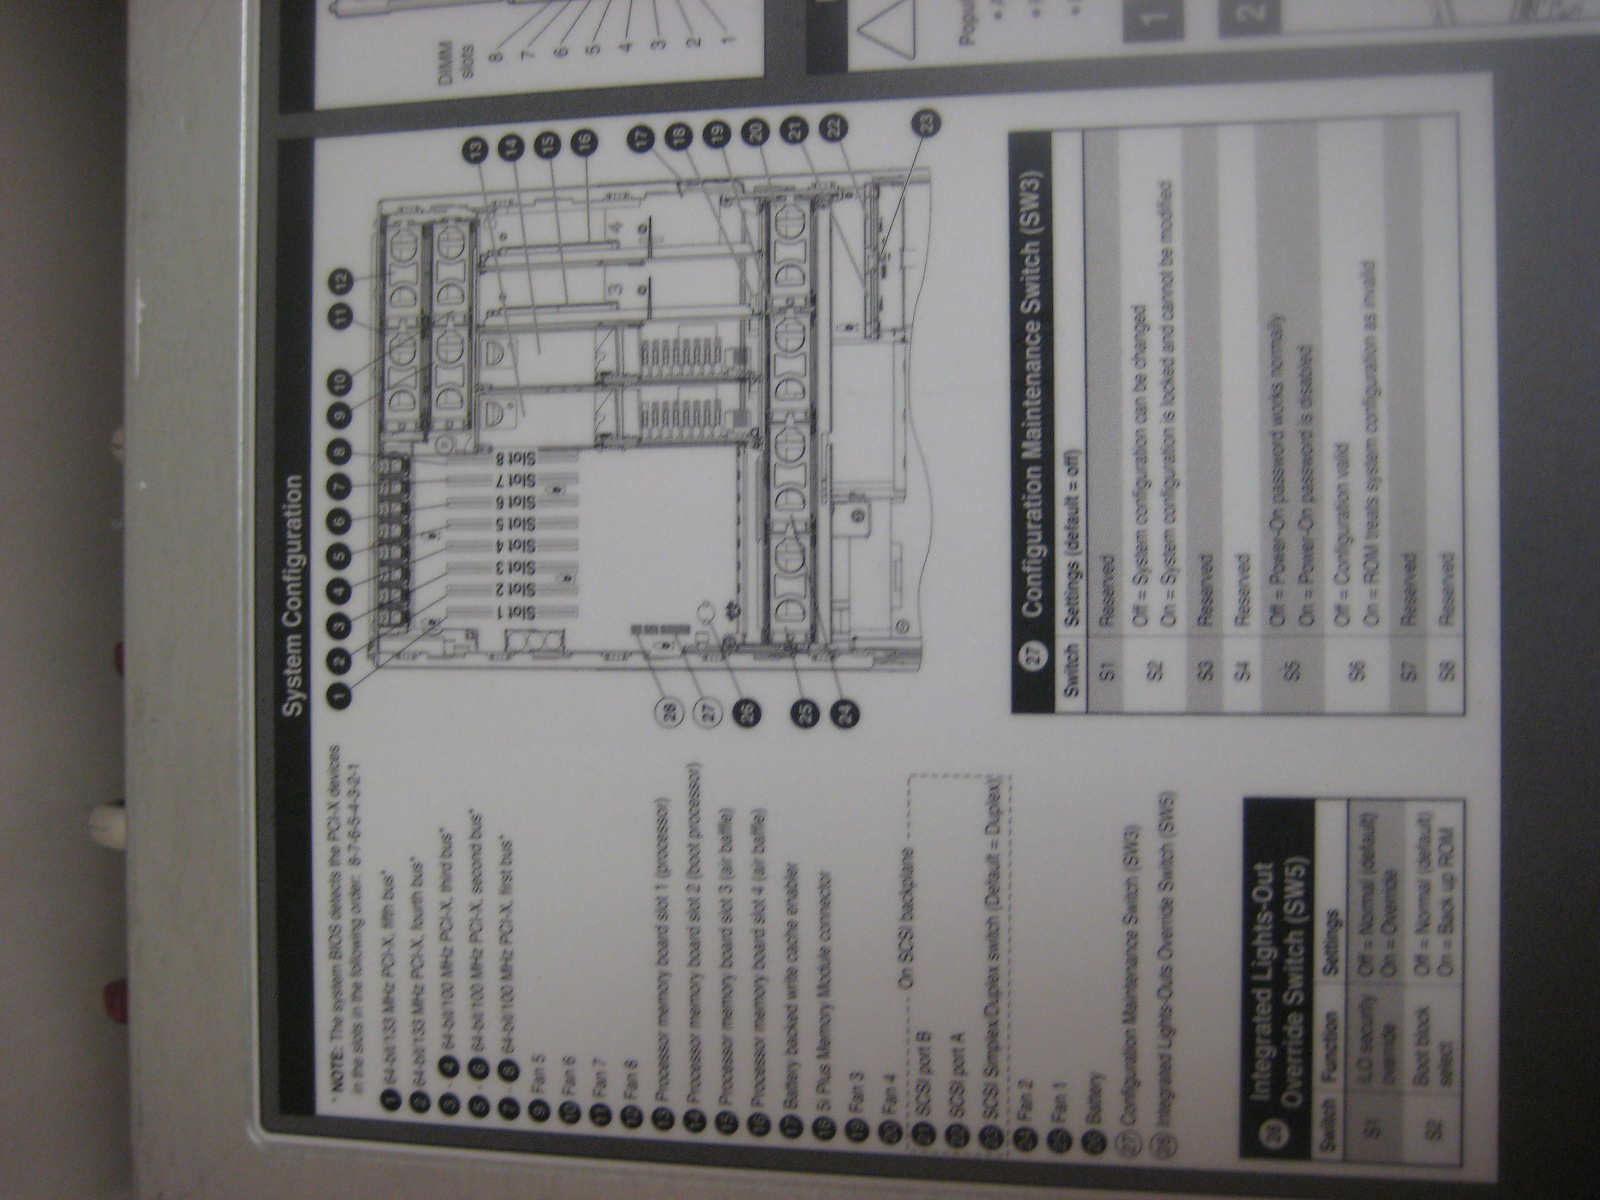 System Configuration
* NOTE: The system BIOS detects the PCI-X devices
in the slots in the following order: 8-7-6-5-4-3-2-1
1 64-bit/133 MHz PCI-X, fifth bus*
2 64-bit/133 MHz PCI-X, fourth bus*
3 - 4 64-bit/100 MHz PCI-X, third bus*
5 - 6 64-bit/100 MHz PCI-X, second bus*
7 - 8 64-bit/100 MHz PCI-X, first bus*
9 Fan 5
10 Fan 6
11 Fan 7
12 Fan 8
13 Processor memory board slot 1 (processor)
14 Processor memory board slot 2 (boot processor)
15 Processor memory board slot 3 (air baffle)
16 Processor memory board slot 4 (air baffle)
17 Battery backed write cache enabler
18 5i Plus Memory Module connector
19 Fan 3
20 Fan 4
On SCSI backplane
21 SCSI port B
22 SCSI port A
23 SCSI Simplex/Duplex switch (Default = Duplex)
24 Fan 2
25 Fan 1
26 Battery
27 Configuration Maintenance Switch (SW3)
28 Integrated Lights-Outs Override Switch (SW5)
1 2 3 4 5 6 7 8 9 10 11 12
13
14
15
16
17
18
19
20
21
22
23
28
27
26
25
24
Slot 1
Slot 2
Slot 3
Slot 4
Slot 5
Slot 6
Slot 7
Slot 8
3
4
28 Integrated Lights-Out
Override Switch (SW5)
Switch Function Settings
S1 iLO security Off = Normal (default)
override On = Override
S2 Boot block Off = Normal (default)
select On = Back up ROM
27 Configuration Maintenance Switch (SW3)
Switch Settings (default = off)
S1 Reserved
S2 Off = System configuration can be changed
On = System configuration is locked and cannot be modified
S3 Reserved
S4 Reserved
S5 Off = Power-On password works normally
On = Power-On password is disabled
S6 Off = Configuration valid
On = ROM treats system configuration as invalid
S7 Reserved
S8 Reserved
DIMM
slots
8
7
6
5
4
3
2
1
1
2